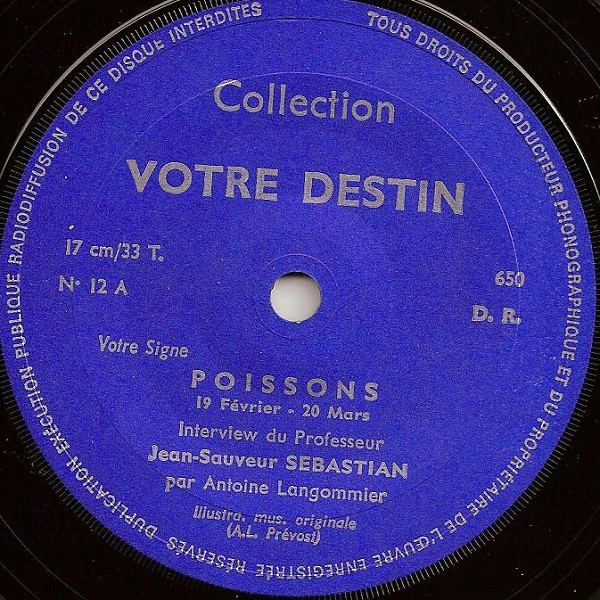 TOUS DROITS DU PRODUCTEUR PHONOGRAPHIQUE ET DU PROPRIÉTAIRE DE L'ŒUVRE ENREGISTRÉE RÉSERVÉS DUPLICATION EXÉCUTION PUBLIQUE RADIODIFFUSION DE CE DISQUE INTERDITES
Collection
VOTRE DESTIN
17 cm/33 T.
650
N° 12 A
D. R.
Votre Signe
POISSONS
19 Février - 20 Mars
Interview du Professeur
Jean-Sauveur SEBASTIAN
par Antoine Langommier
Illustra. mus. originale
(A.L. Prévost)